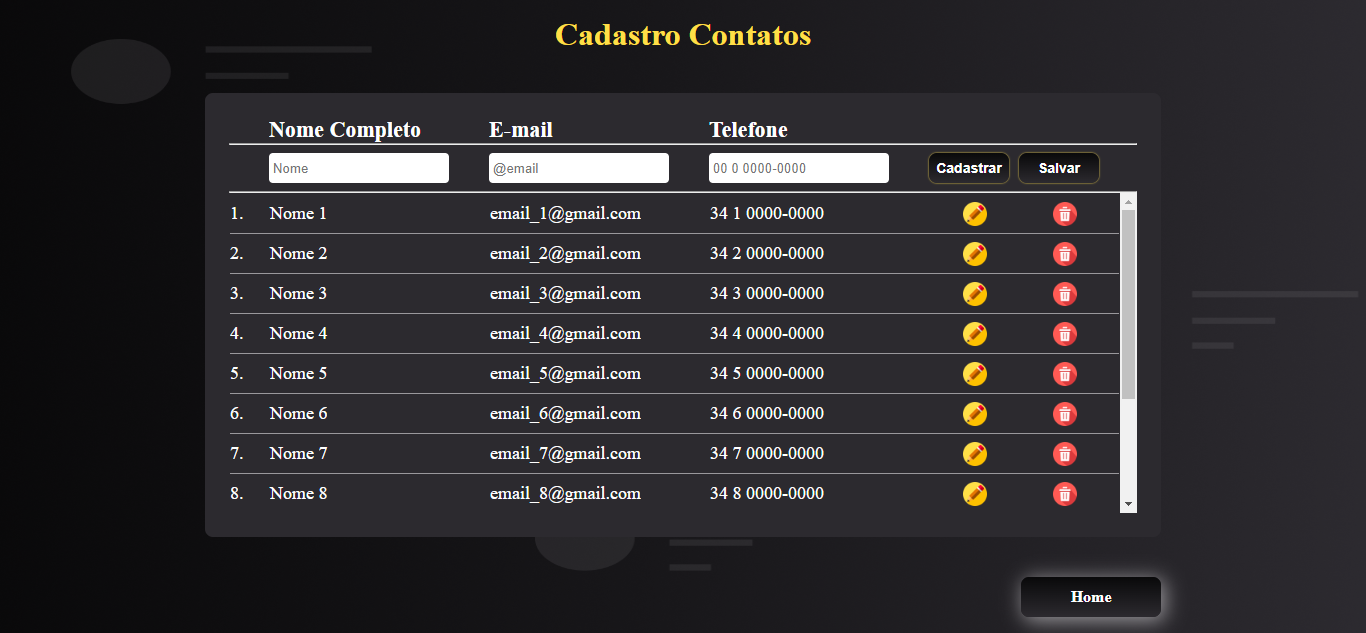 Cadastro Contatos
Nome Completo E-mail Telefone
Nome @email 00 0 0000-0000 Cadastrar Salvar
1. Nome 1 email_1@gmail.com 34 1 0000-0000
2. Nome 2 email_2@gmail.com 34 2 0000-0000
3. Nome 3 email_3@gmail.com 34 3 0000-0000
4. Nome 4 email_4@gmail.com 34 4 0000-0000
5. Nome 5 email_5@gmail.com 34 5 0000-0000
6. Nome 6 email_6@gmail.com 34 6 0000-0000
7. Nome 7 email_7@gmail.com 34 7 0000-0000
8. Nome 8 email_8@gmail.com 34 8 0000-0000
Home